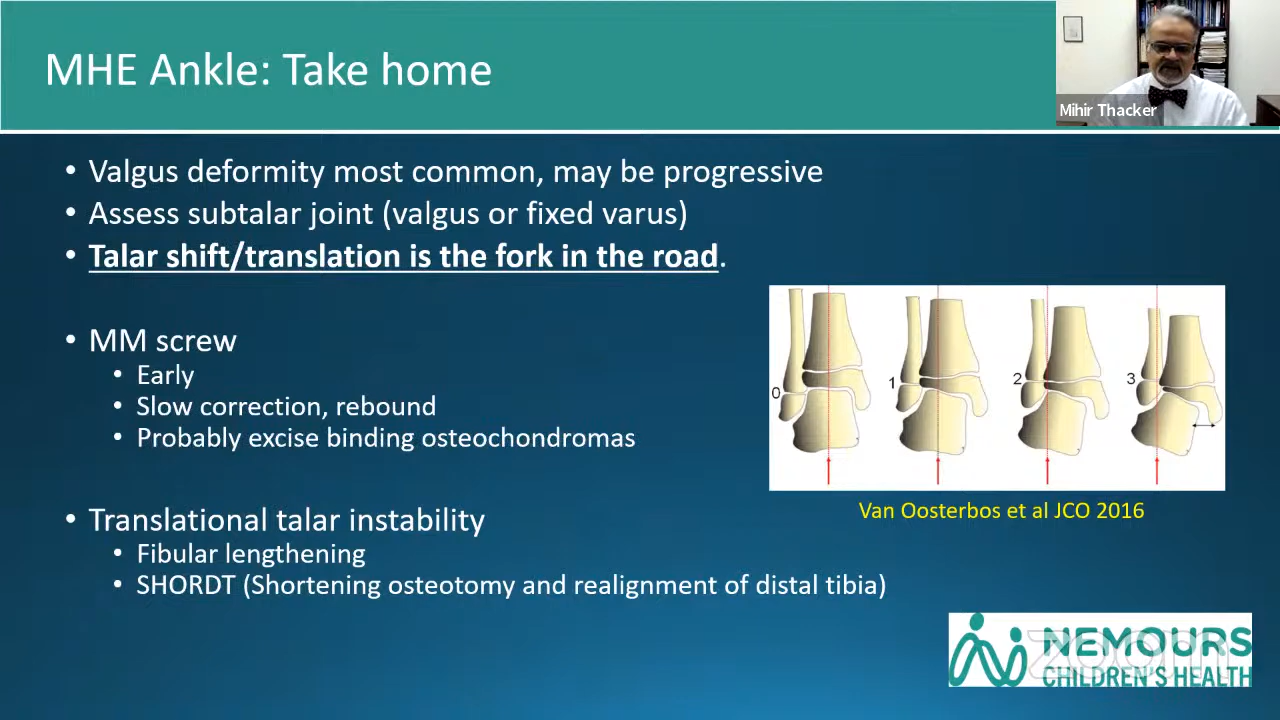 MHE Ankle: Take home
Mihir Thacker
• Valgus deformity most common, may be progressive
• Assess subtalar joint (valgus or fixed varus)
• Talar shift/translation is the fork in the road.
• MM screw
• Early
• Slow correction, rebound
• Probably excise binding osteochondromas
0
1
2
3
Van Oosterbos et al JCO 2016
• Translational talar instability
• Fibular lengthening
• SHORDT (Shortening osteotomy and realignment of distal tibia)
NEMOURS
CHILDREN'S HEALTH
zoom